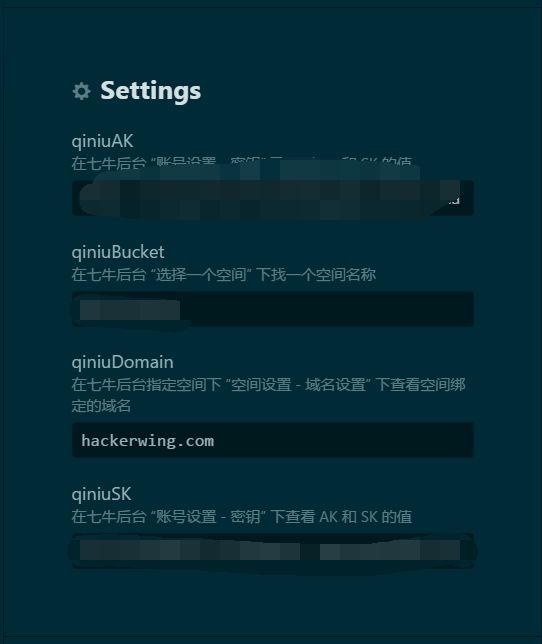 Settings
qiniuAK
在七牛后台 “账号设置 - 密钥” 和 SK 的值
qiniuBucket
在七牛后台 “选择一个空间” 下找一个空间名称
qiniuDomain
在七牛后台指定空间下 “空间设置 - 域名设置” 下查看空间绑
定的域名
hackerwing.com
qiniuSK
在七牛后台 “账号设置 - 密钥” 下查看 AK 和 SK 的值